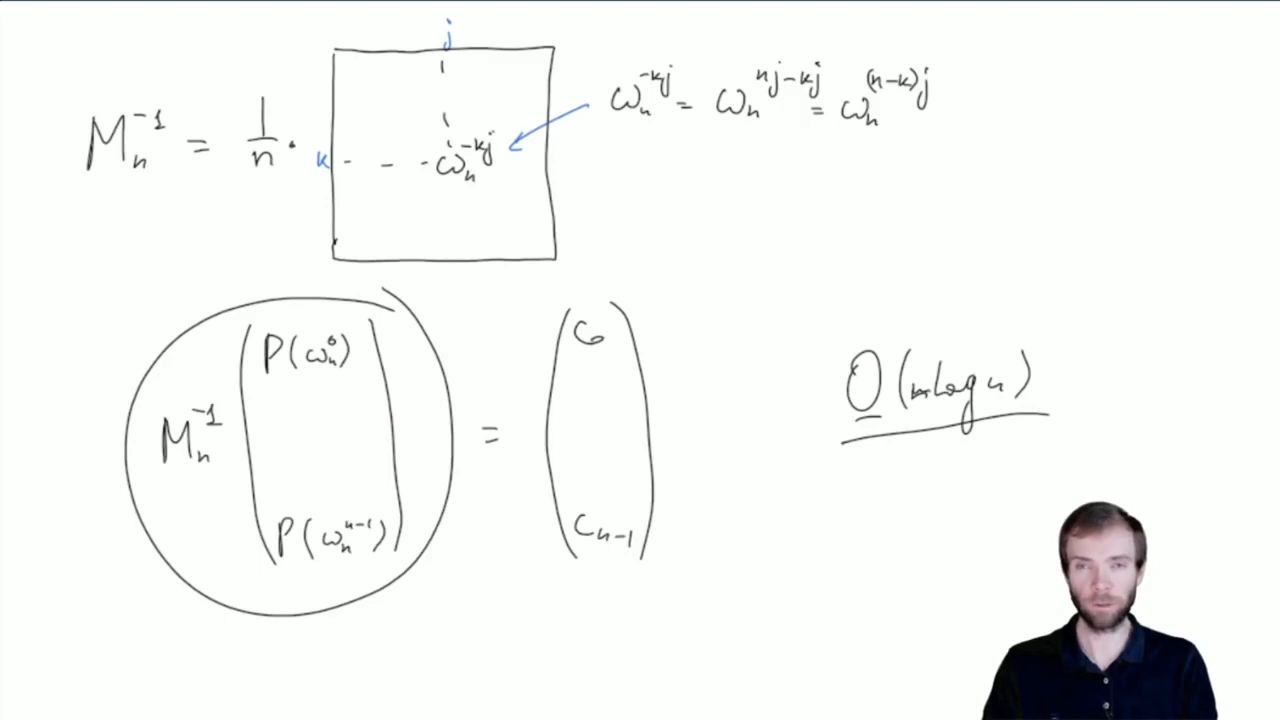 j
M_n^{-1} = 1/n · k - - - ω_n^{-kj}
ω_n^{-kj} = ω_n^{nj-kj} = ω_n^{(n-k)j}
M_n^{-1} ( P(ω_n^0) P(ω_n^{n-1}) ) = ( c_0 c_{n-1} )
O(n log n)